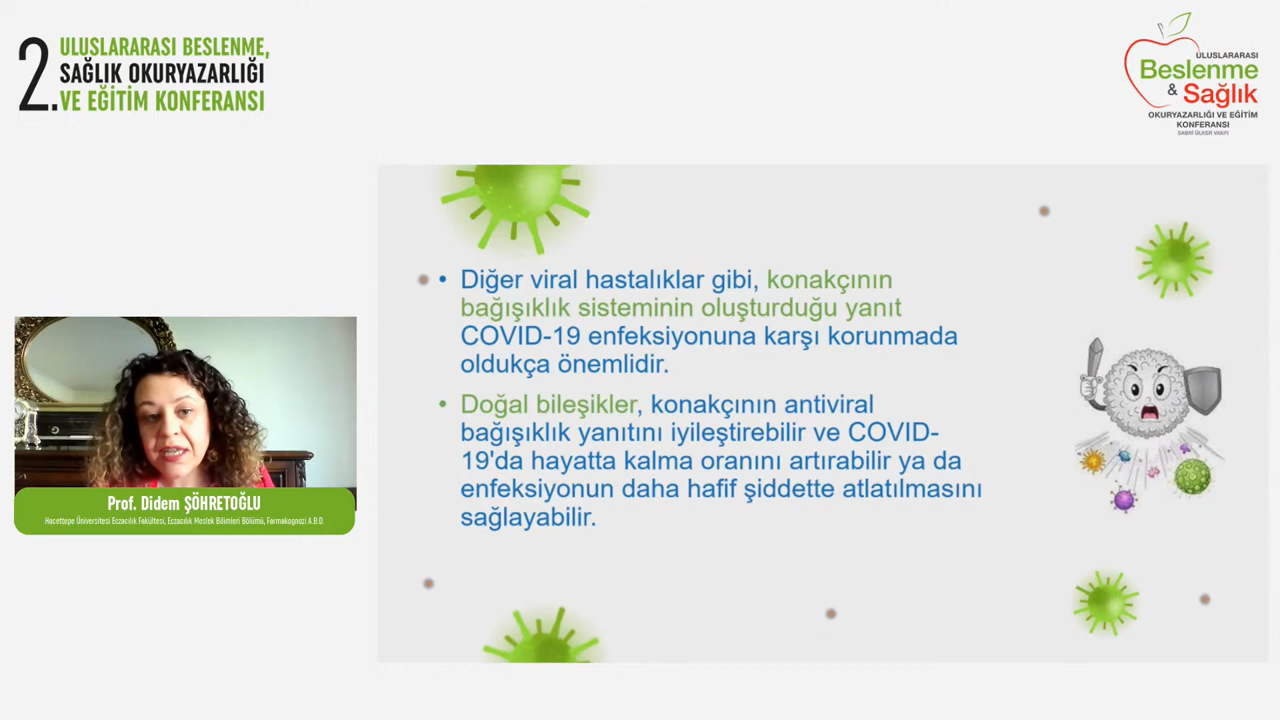 2. ULUSLARARASI BESLENME,
SAĞLIK OKURYAZARLIĞI
VE EĞİTİM KONFERANSI
ULUSLARARASI
Beslenme
& Sağlık
OKURYAZARLIĞI VE EĞİTİM
KONFERANSI
SABRİ ÜLKER VAKFI
• Diğer viral hastalıklar gibi, konakçının
bağışıklık sisteminin oluşturduğu yanıt
COVID-19 enfeksiyonuna karşı korunmada
oldukça önemlidir.
• Doğal bileşikler, konakçının antiviral
bağışıklık yanıtını iyileştirebilir ve COVID-
19'da hayatta kalma oranını artırabilir ya da
enfeksiyonun daha hafif şiddette atlatılmasını
sağlayabilir.
Prof. Didem ŞÖHRETOĞLU
Hacettepe Üniversitesi Eczacılık Fakültesi, Eczacılık Meslek Bilimleri Bölümü, Farmakognozi A.B.D.